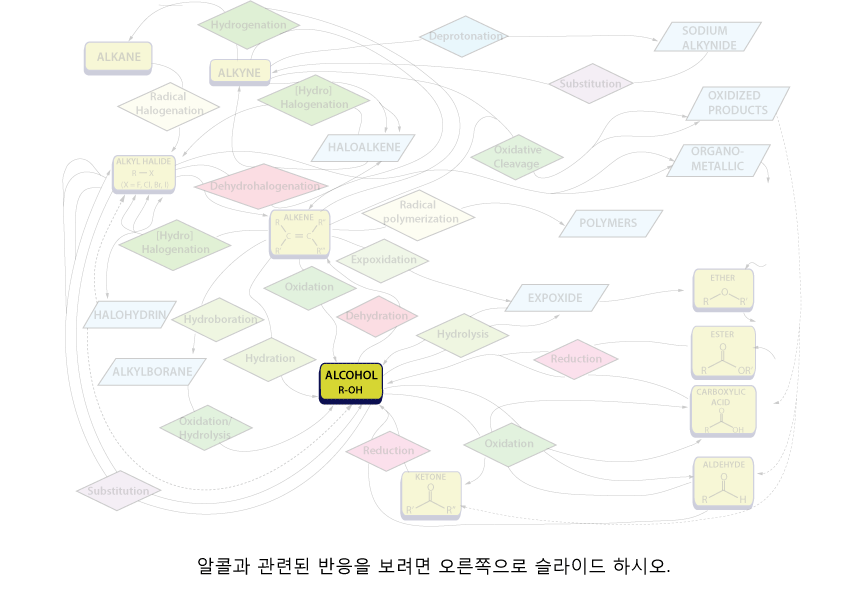 Hydrogenation
Deprotonation
SODIUM
ALKYNIDE
ALKANE
ALKYNE
Substitution
Radical
Halogenation
[Hydro]
Halogenation
OXIDIZED
PRODUCTS
HALOALKENE
Oxidative
Cleavage
ORGANO-
METALLIC
ALKYL HALIDE
R — X
(X = F, Cl, Br, I)
Dehydrohalogenation
Radical
polymerization
POLYMERS
ALKENE
R R''
C = C
R' R'''
[Hydro]
Halogenation
Expoxidation
Oxidation
ETHER
O
R R'
EXPOXIDE
HALOHYDRIN
Hydroboration
Dehydration
Hydrolysis
ESTER
O
R OR'
Hydration
Reduction
ALKYLBORANE
ALCOHOL
R-OH
CARBOXYLIC
ACID
O
R OH
Oxidation/
Hydrolysis
Reduction
Oxidation
ALDEHYDE
O
R H
KETONE
O
R' R''
Substitution
알콜과 관련된 반응을 보려면 오른쪽으로 슬라이드 하시오.